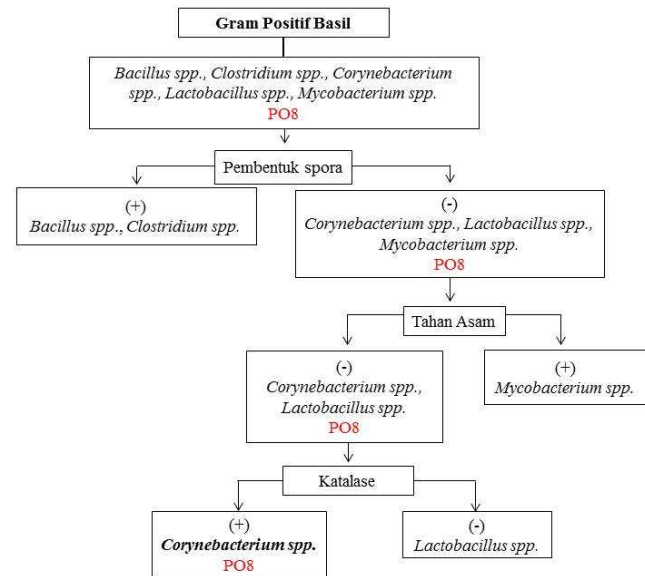 Gram Positif Basil
Bacillus spp., Clostridium spp., Corynebacterium
spp., Lactobacillus spp., Mycobacterium spp.
PO8
Pembentuk spora
(+)
Bacillus spp., Clostridium spp.
(-)
Corynebacterium spp., Lactobacillus spp.,
Mycobacterium spp.
PO8
Tahan Asam
(-)
Corynebacterium spp.,
Lactobacillus spp.
PO8
(+)
Mycobacterium spp.
Katalase
(+)
Corynebacterium spp.
PO8
(-)
Lactobacillus spp.